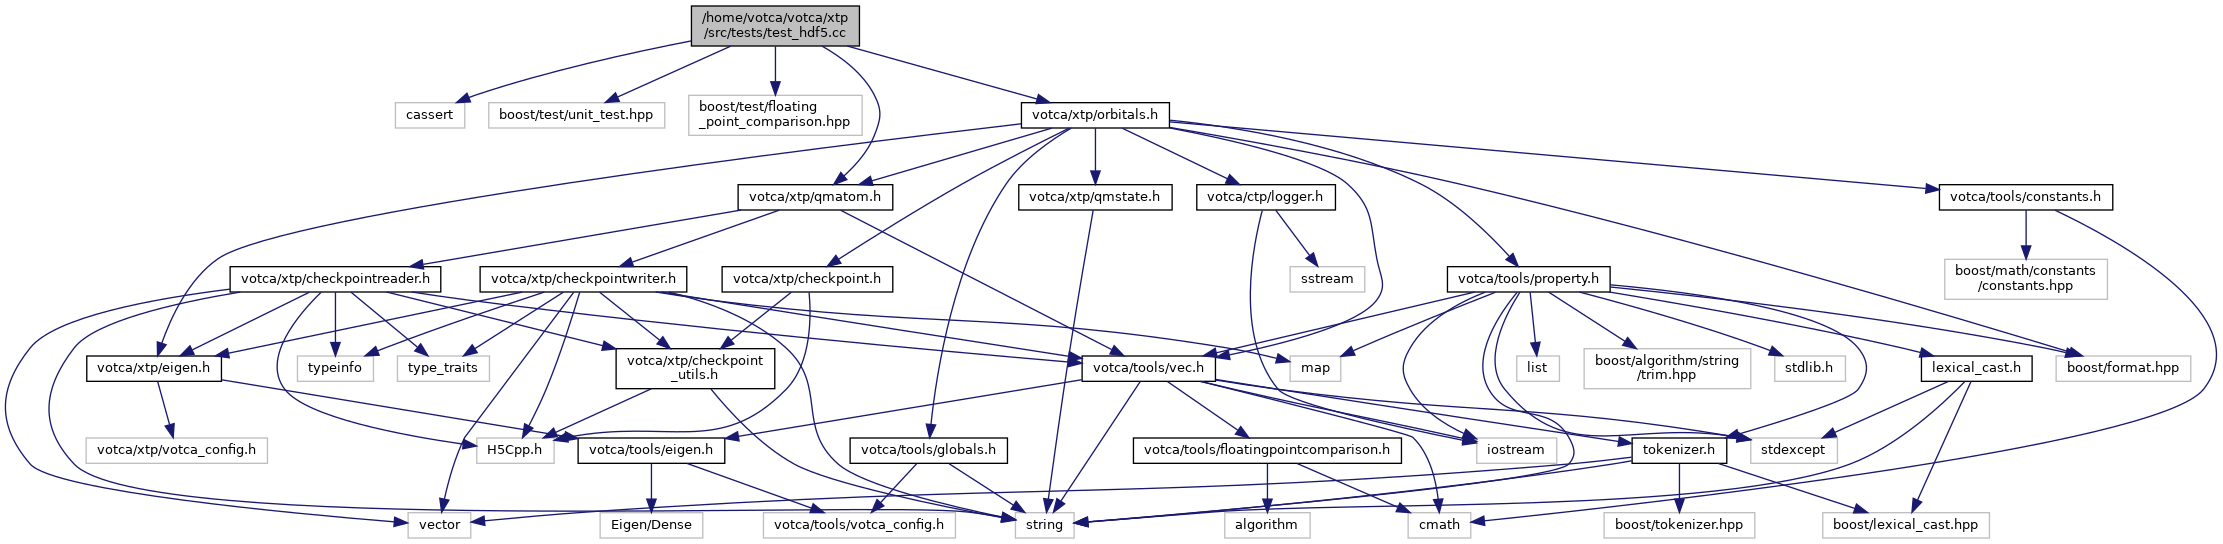 /home/votca/votca/xtp
/src/tests/test_hdf5.cc
cassert
boost/test/unit_test.hpp
boost/test/floating
_point_comparison.hpp
votca/xtp/orbitals.h
votca/xtp/qmatom.h
votca/xtp/qmstate.h
votca/ctp/logger.h
votca/tools/constants.h
votca/xtp/checkpointreader.h
votca/xtp/checkpointwriter.h
votca/xtp/checkpoint.h
sstream
votca/tools/property.h
boost/math/constants
/constants.hpp
votca/xtp/eigen.h
typeinfo
type_traits
votca/xtp/checkpoint
_utils.h
votca/tools/vec.h
map
list
boost/algorithm/string
/trim.hpp
stdlib.h
lexical_cast.h
boost/format.hpp
votca/xtp/votca_config.h
H5Cpp.h
votca/tools/eigen.h
votca/tools/globals.h
votca/tools/floatingpointcomparison.h
iostream
tokenizer.h
stdexcept
vector
Eigen/Dense
votca/tools/votca_config.h
string
algorithm
cmath
boost/tokenizer.hpp
boost/lexical_cast.hpp